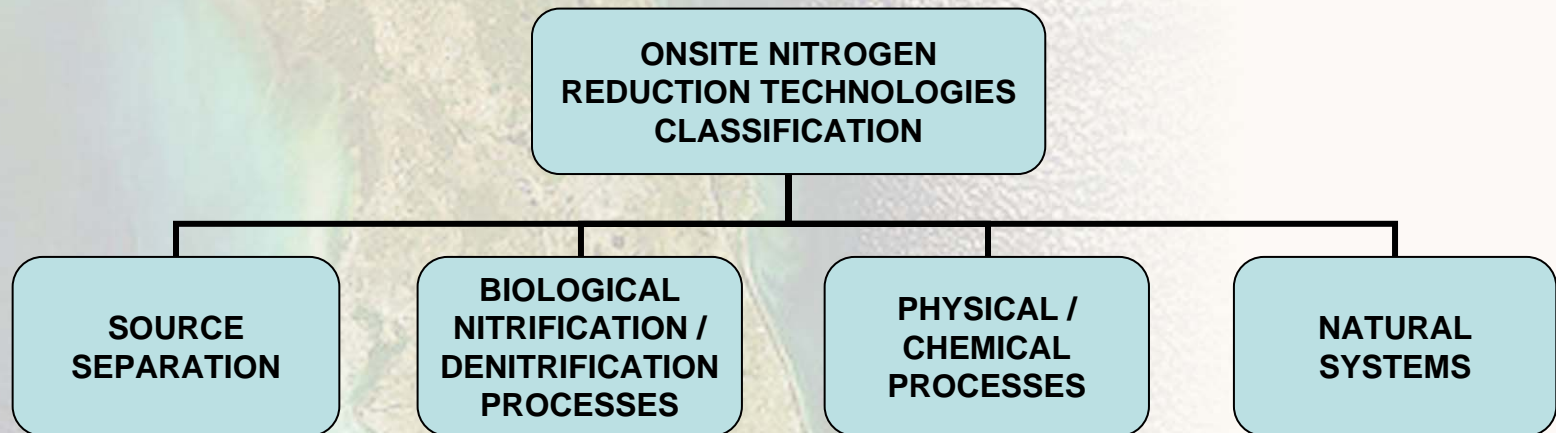 ONSITE NITROGEN
REDUCTION TECHNOLOGIES
CLASSIFICATION
SOURCE
SEPARATION
BIOLOGICAL
NITRIFICATION /
DENITRIFICATION
PROCESSES
PHYSICAL /
CHEMICAL
PROCESSES
NATURAL
SYSTEMS